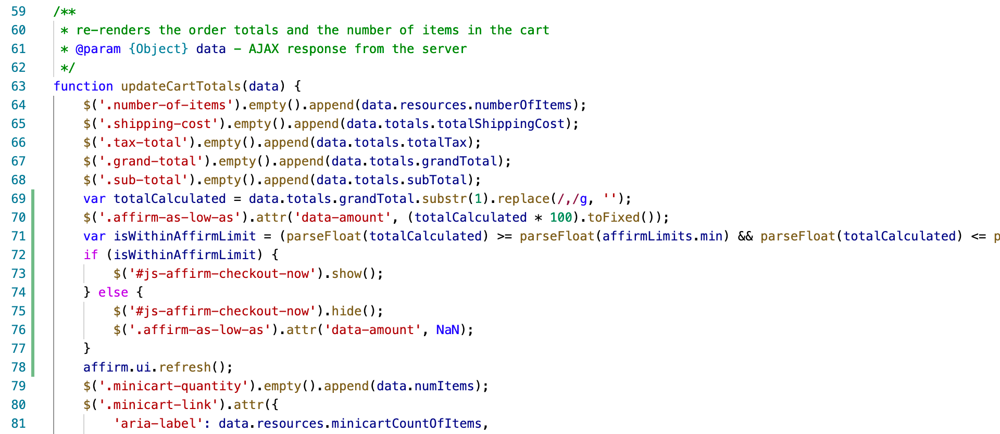 59 /**
60 * re-renders the order totals and the number of items in the cart
61 * @param {Object} data - AJAX response from the server
62 */
63 function updateCartTotals(data) {
64 $('.number-of-items').empty().append(data.resources.numberOfItems);
65 $('.shipping-cost').empty().append(data.totals.totalShippingCost);
66 $('.tax-total').empty().append(data.totals.totalTax);
67 $('.grand-total').empty().append(data.totals.grandTotal);
68 $('.sub-total').empty().append(data.totals.subTotal);
69 var totalCalculated = data.totals.grandTotal.substr(1).replace(/,/g, '');
70 $('.affirm-as-low-as').attr('data-amount', (totalCalculated * 100).toFixed());
71 var isWithinAffirmLimit = (parseFloat(totalCalculated) >= parseFloat(affirmLimits.min) && parseFloat(totalCalculated) <= p
72 if (isWithinAffirmLimit) {
73 $('#js-affirm-checkout-now').show();
74 } else {
75 $('#js-affirm-checkout-now').hide();
76 $('.affirm-as-low-as').attr('data-amount', NaN);
77 }
78 affirm.ui.refresh();
79 $('.minicart-quantity').empty().append(data.numItems);
80 $('.minicart-link').attr({
81 'aria-label': data.resources.minicartCountOfItems,